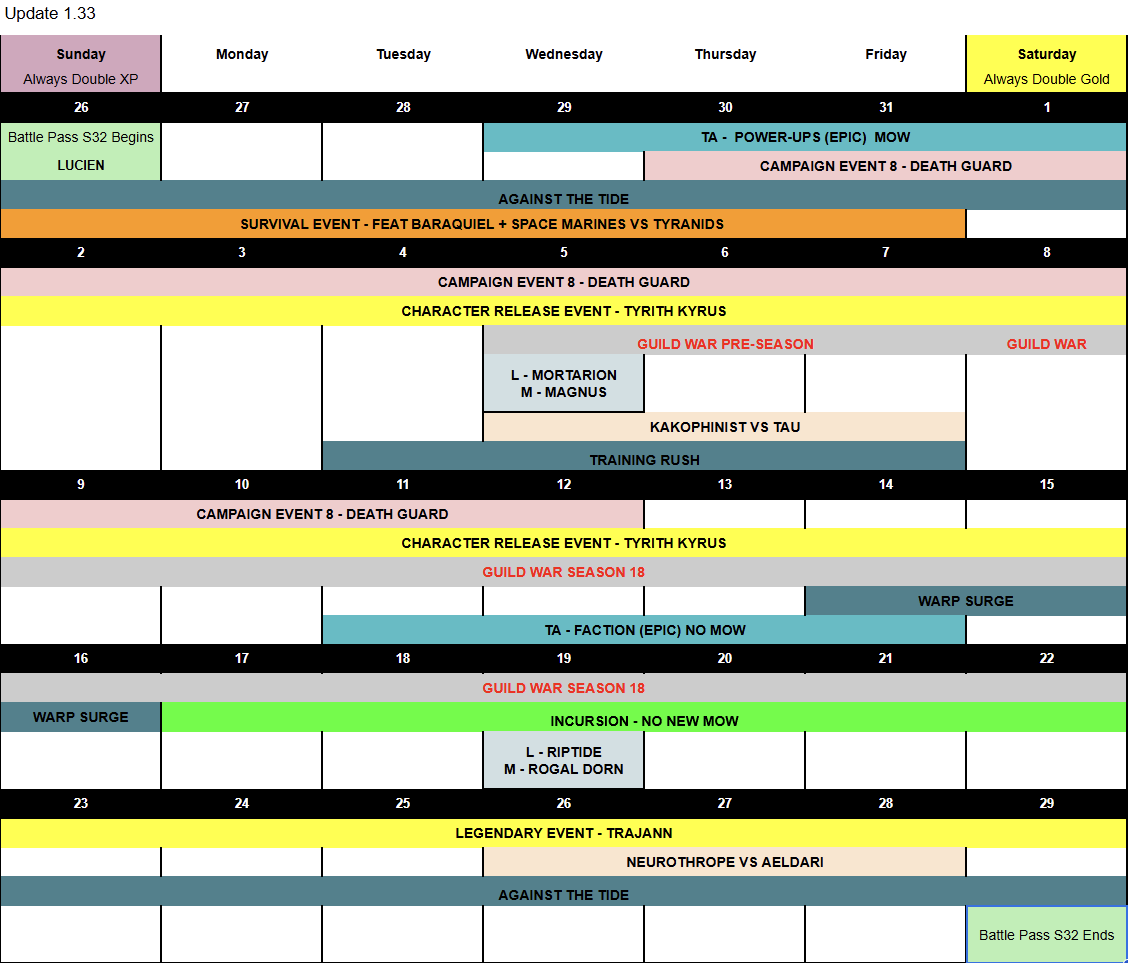 Update 1.33
Sunday Monday Tuesday Wednesday Thursday Friday Saturday
Always Double XP Always Double Gold
26 27 28 29 30 31 1
Battle Pass S32 Begins TA - POWER-UPS (EPIC) MOW
LUCIEN CAMPAIGN EVENT 8 - DEATH GUARD
AGAINST THE TIDE
SURVIVAL EVENT - FEAT BARAQUIEL + SPACE MARINES VS TYRANIDS
2 3 4 5 6 7 8
CAMPAIGN EVENT 8 - DEATH GUARD
CHARACTER RELEASE EVENT - TYRITH KYRUS
GUILD WAR PRE-SEASON GUILD WAR
L - MORTARION
M - MAGNUS
KAKOPHINIST VS TAU
TRAINING RUSH
9 10 11 12 13 14 15
CAMPAIGN EVENT 8 - DEATH GUARD
CHARACTER RELEASE EVENT - TYRITH KYRUS
GUILD WAR SEASON 18
WARP SURGE
TA - FACTION (EPIC) NO MOW
16 17 18 19 20 21 22
GUILD WAR SEASON 18
WARP SURGE INCURSION - NO NEW MOW
L - RIPTIDE
M - ROGAL DORN
23 24 25 26 27 28 29
LEGENDARY EVENT - TRAJANN
NEUROTHROPE VS AELDARI
AGAINST THE TIDE
Battle Pass S32 Ends